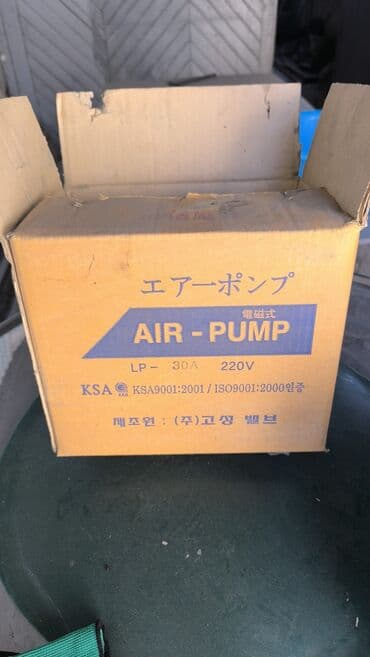 エアーポンプ
電磁式
AIR - PUMP
LP - 30A 220V
KSA KSA9001:2001 / ISO9001:2000인증
제조원 : (주)고성 밸브